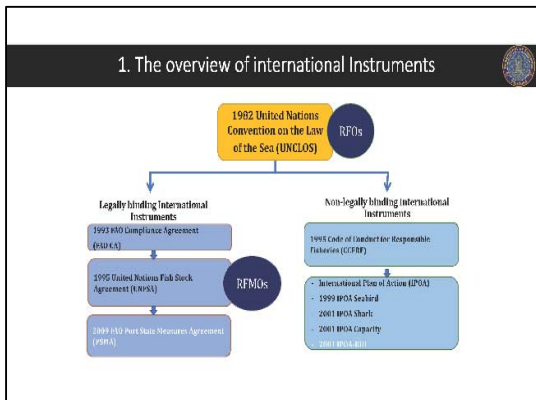 1. The overview of international Instruments
1982 United Nations
Convention on the Law
of the Sea (UNCLOS)
RFOs
Legally binding International
Instruments
1993 FAO Compliance Agreement
(FAO CA)
1995 United Nations Fish Stock
Agreement (UNFSA)
RFMOs
2009 FAO Port State Measures Agreement
(PSMA)
Non-legally binding International
Instruments
1995 Code of Conduct for Responsible
Fisheries (CCFRF)
- International Plan of Action (IPOA)
- 1999 IPOA Seabird
- 2001 IPOA Shark
- 2001 IPOA Capacity
- 2001 IPOA-IUU